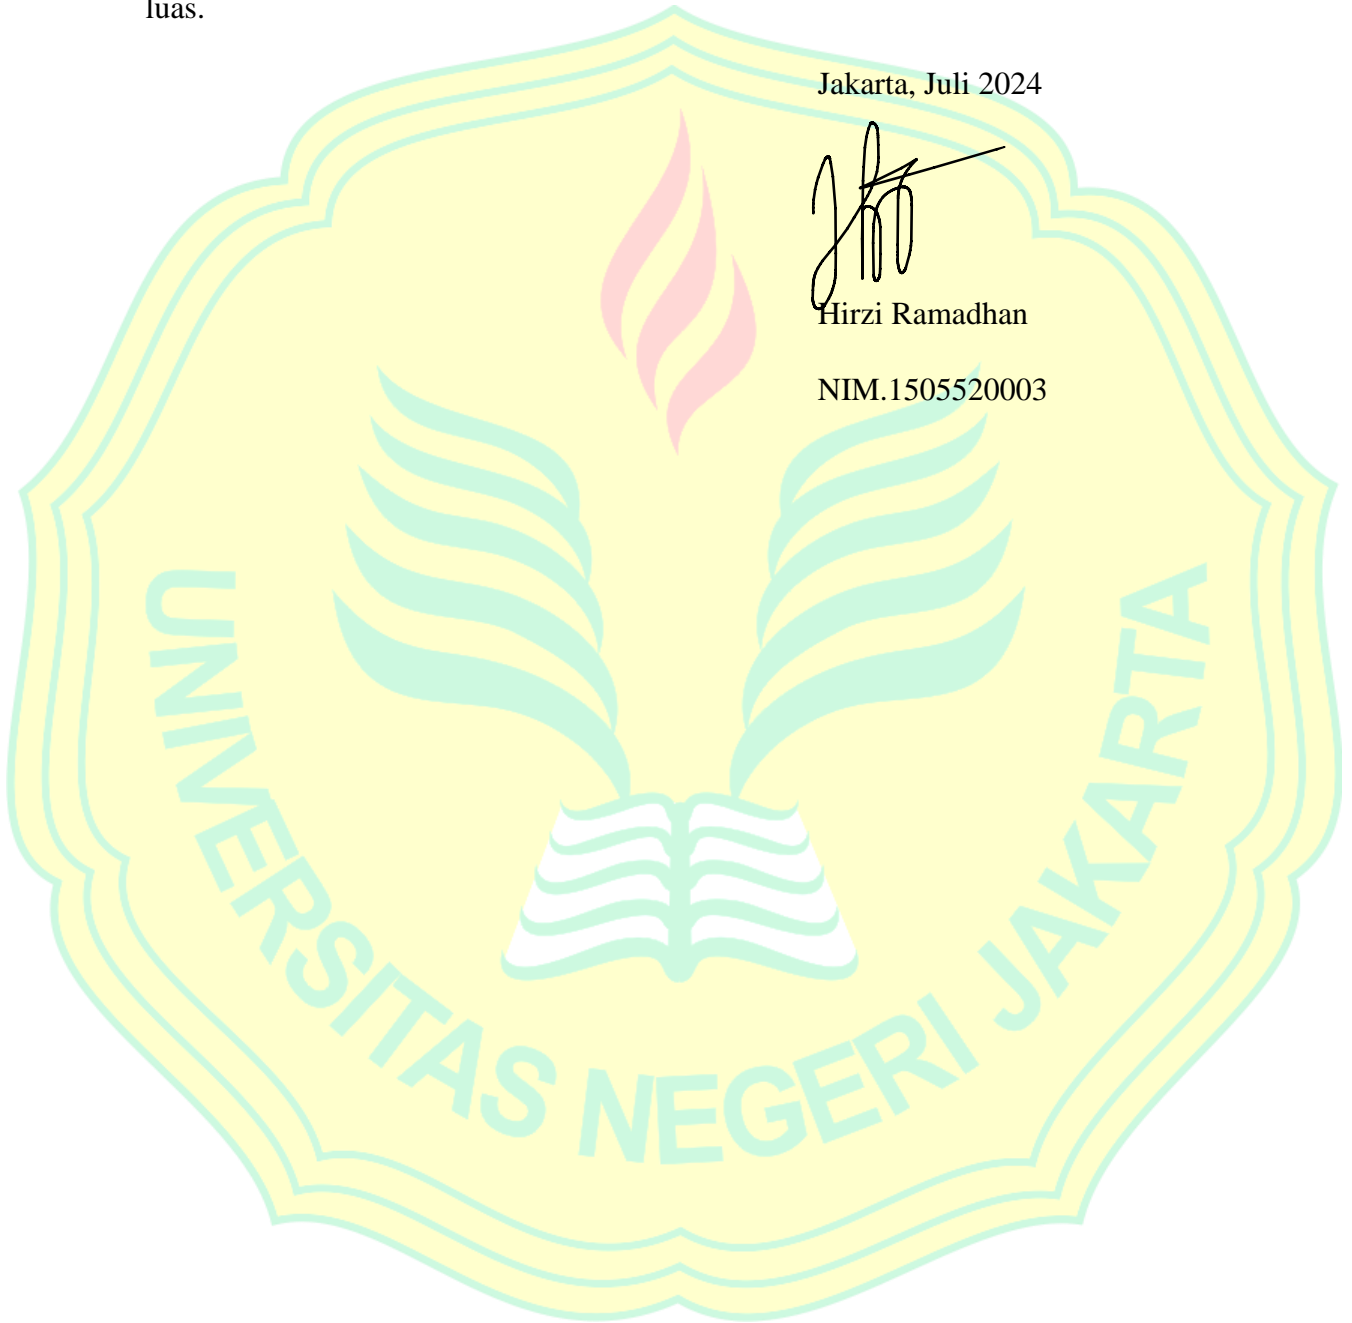 luas.
Jakarta, Juli 2024
Hirzi Ramadhan
NIM.1505520003
UNIVERSITAS NEGERI JAKARTA